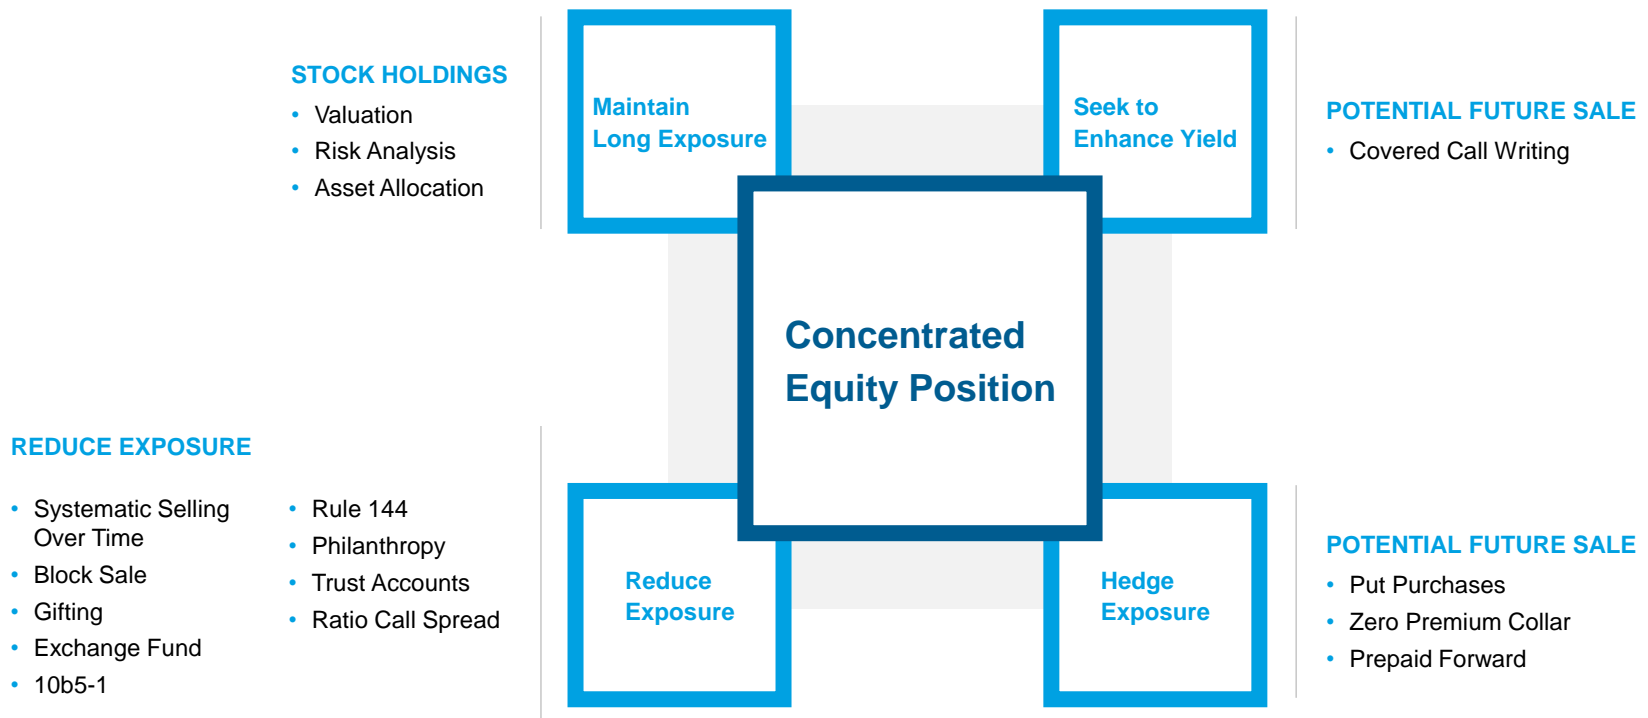 STOCK HOLDINGS
• Valuation
• Risk Analysis
• Asset Allocation
Maintain
Long Exposure
Seek to
Enhance Yield
POTENTIAL FUTURE SALE
• Covered Call Writing
Concentrated
Equity Position
REDUCE EXPOSURE
• Systematic Selling
Over Time
• Block Sale
• Gifting
• Exchange Fund
• 10b5-1
• Rule 144
• Philanthropy
• Trust Accounts
• Ratio Call Spread
Reduce
Exposure
Hedge
Exposure
POTENTIAL FUTURE SALE
• Put Purchases
• Zero Premium Collar
• Prepaid Forward